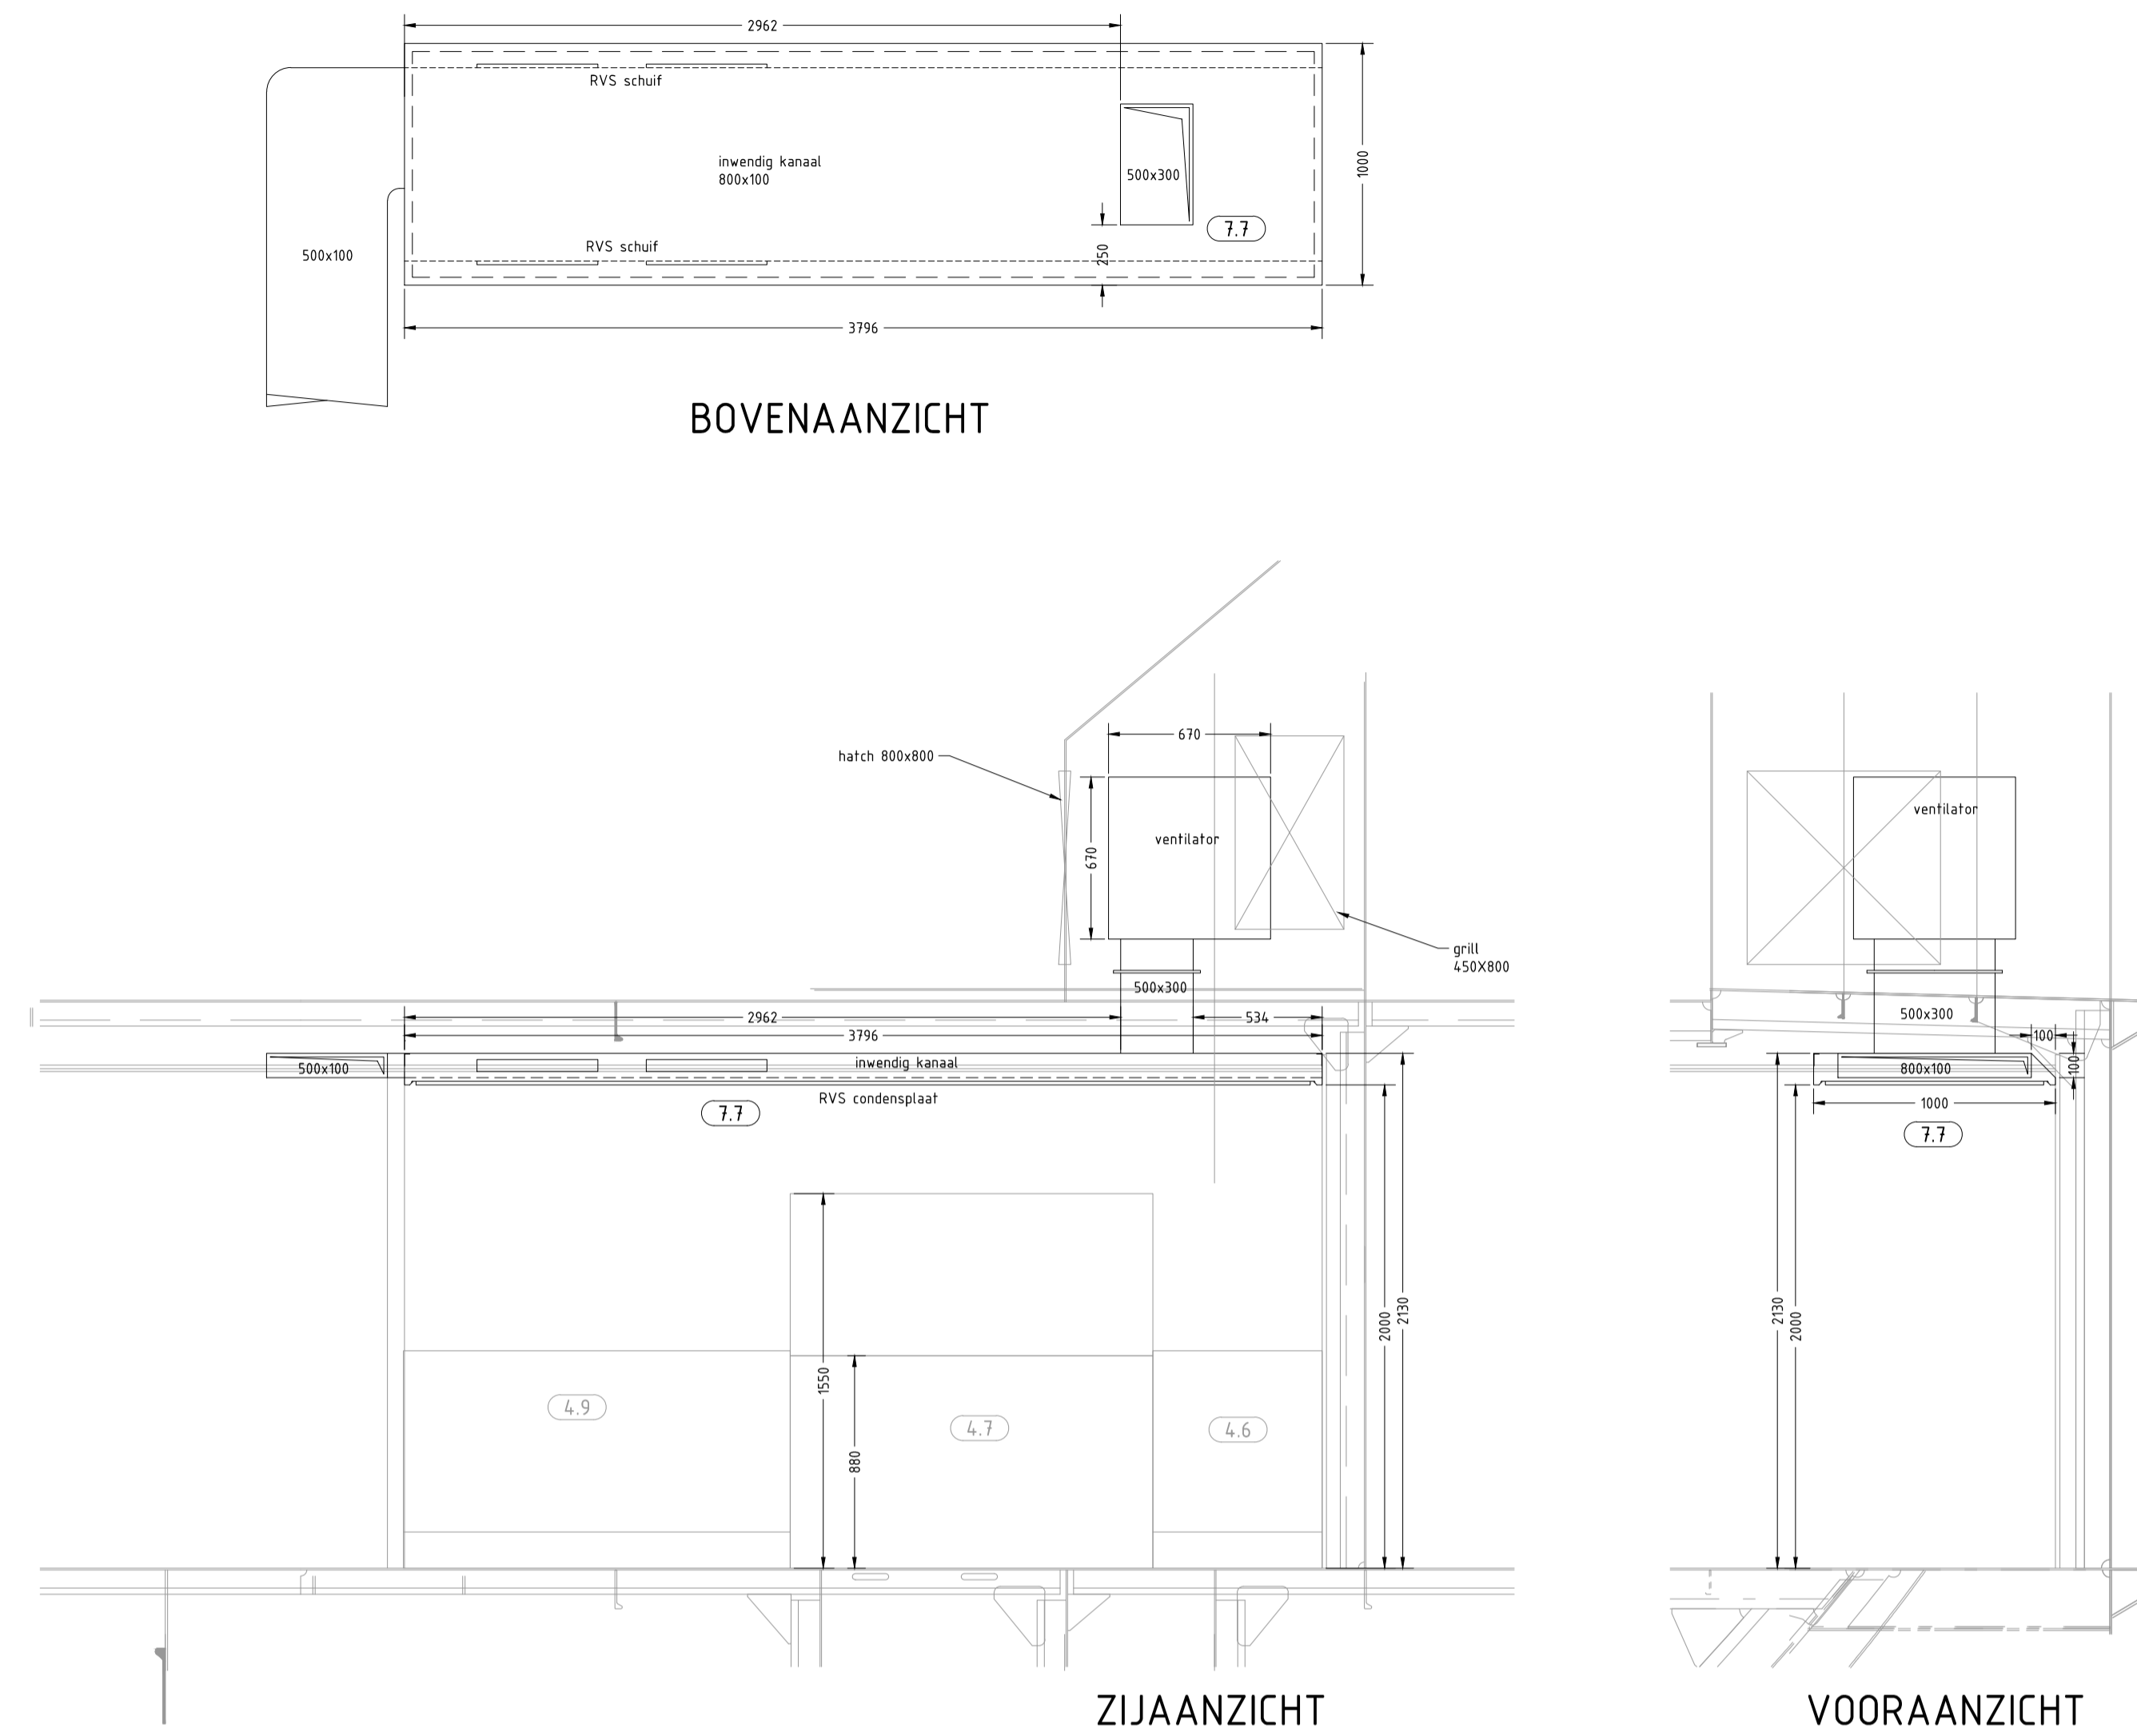 2962
RVS schuif
inwendig kanaal
800x100
1000
500x300
7.7
RVS schuif
250
500x100
3796
BOVENAANZICHT
670
hatch 800x800
670
ventilator
grill
450X800
500x300
2962
534
3796
inwendig kanaal
500x100
RVS condensplaat
7.7
2000
2130
1550
880
4.9
4.7
4.6
ZIJAANZICHT
ventilator
500x300
100
100
800x100
1000
7.7
2130
2000
VOORAANZICHT